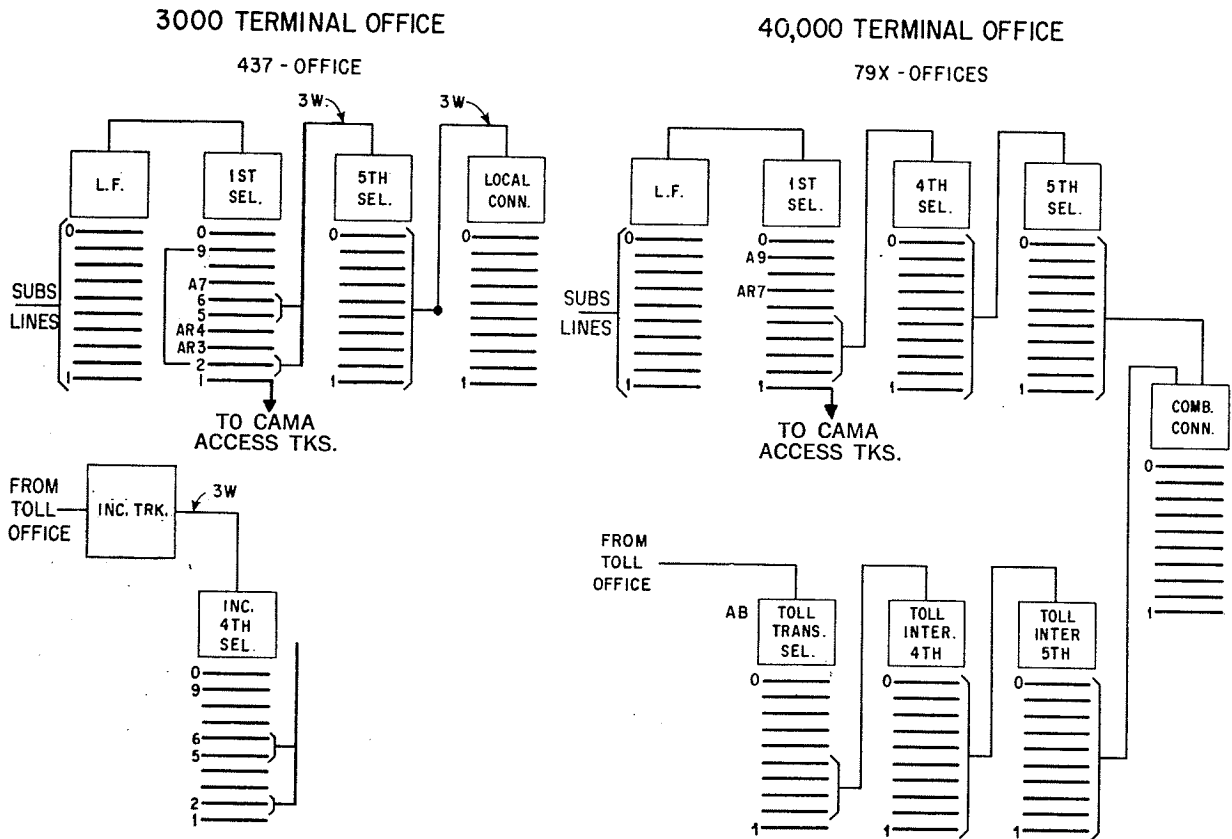 3000 TERMINAL OFFICE
437 - OFFICE
3W.
3W
L.F.
1ST
SEL.
5TH
SEL.
LOCAL
CONN.
0
SUBS
LINES
1
0
9
A7
6
5
AR4
AR3
2
1
0
1
0
1
TO CAMA
ACCESS TKS.
FROM
TOLL
OFFICE
INC. TRK.
3W
INC.
4TH
SEL.
0
9
6
5
2
1
40,000 TERMINAL OFFICE
79X - OFFICES
L.F.
1ST
SEL.
4TH
SEL.
5TH
SEL.
0
SUBS
LINES
1
0
A9
AR7
1
0
1
0
1
TO CAMA
ACCESS TKS.
COMB.
CONN.
0
1
FROM
TOLL
OFFICE
AB
TOLL
TRANS.
SEL.
TOLL
INTER.
4TH
TOLL
INTER
5TH
0
1
0
1
0
1